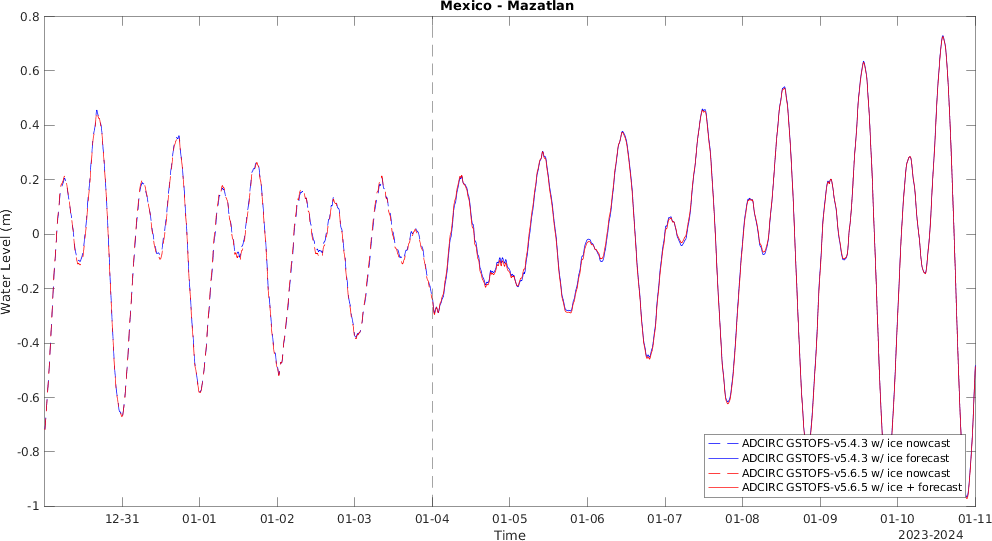 Mexico - Mazatlan
0.8
0.6
0.4
0.2
0
-0.2
-0.4
-0.6
-0.8
-1
Water Level (m)
ADCIRC GSTOFS-v5.4.3 w/ ice nowcast
ADCIRC GSTOFS-v5.4.3 w/ ice forecast
ADCIRC GSTOFS-v5.6.5 w/ ice nowcast
ADCIRC GSTOFS-v5.6.5 w/ ice + forecast
12-31 01-01 01-02 01-03 01-04 01-05 01-06 01-07 01-08 01-09 01-10 01-11
Time
2023-2024